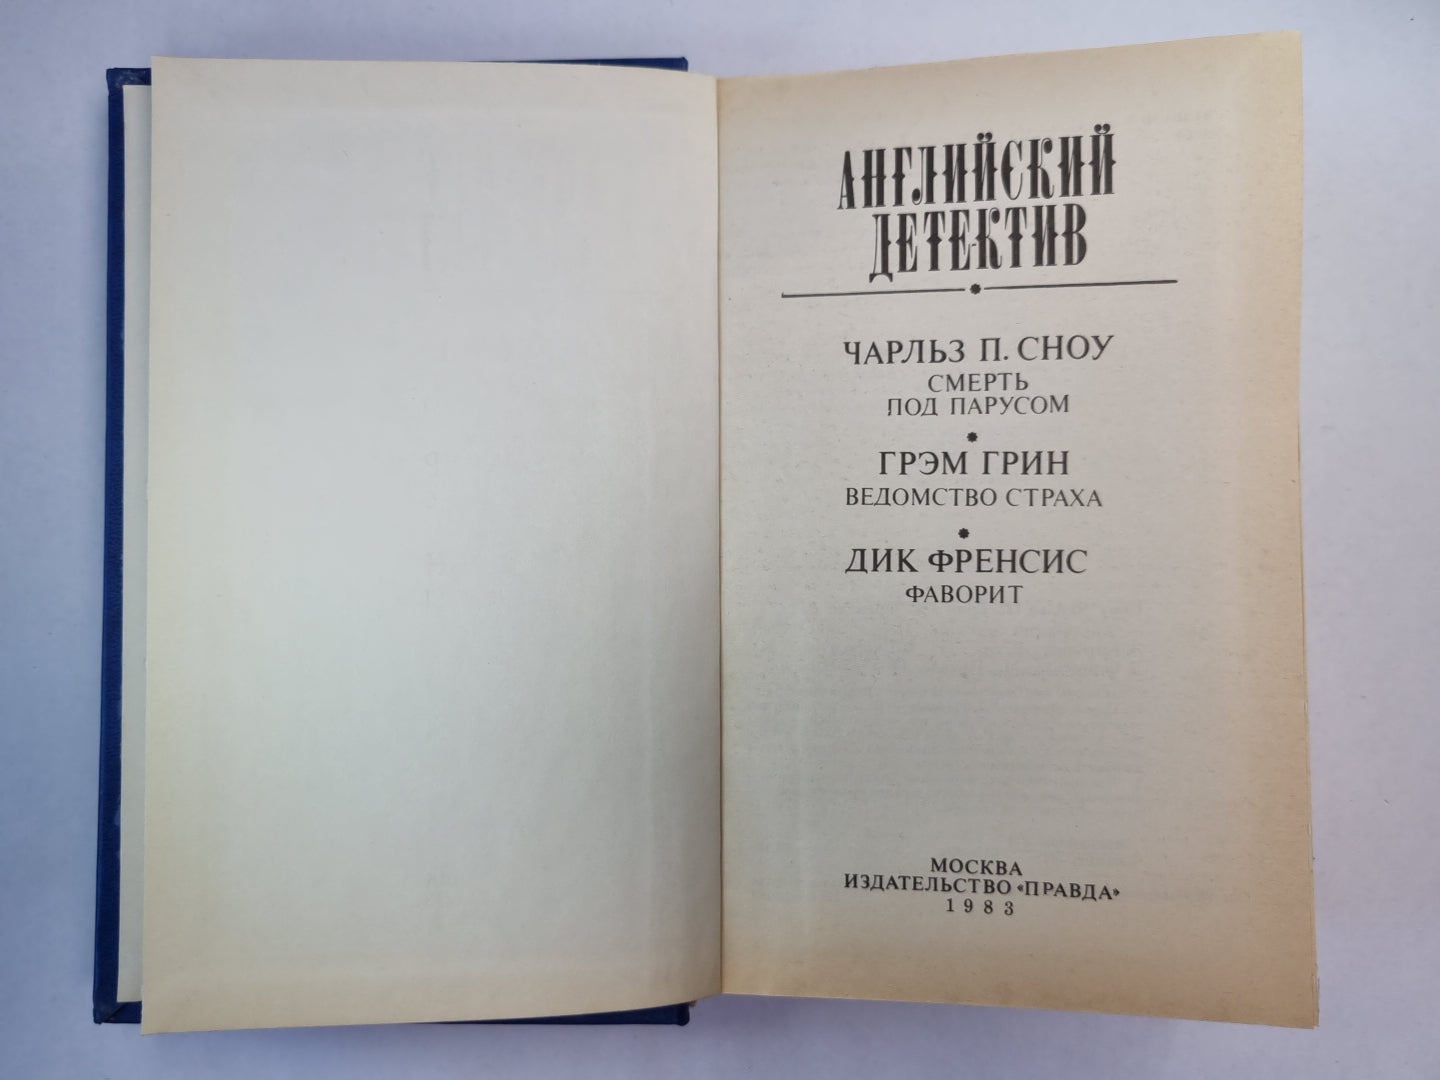 АНГЛИЙСКИЙ
ДЕТЕКТИВ
ЧАРЛЬЗ П. СНОУ
СМЕРТЬ
ПОД ПАРУСОМ
ГРЭМ ГРИН
ВЕДОМСТВО СТРАХА
ДИК ФРЕНСИС
ФАВОРИТ
МОСКВА
ИЗДАТЕЛЬСТВО «ПРАВДА»
1983